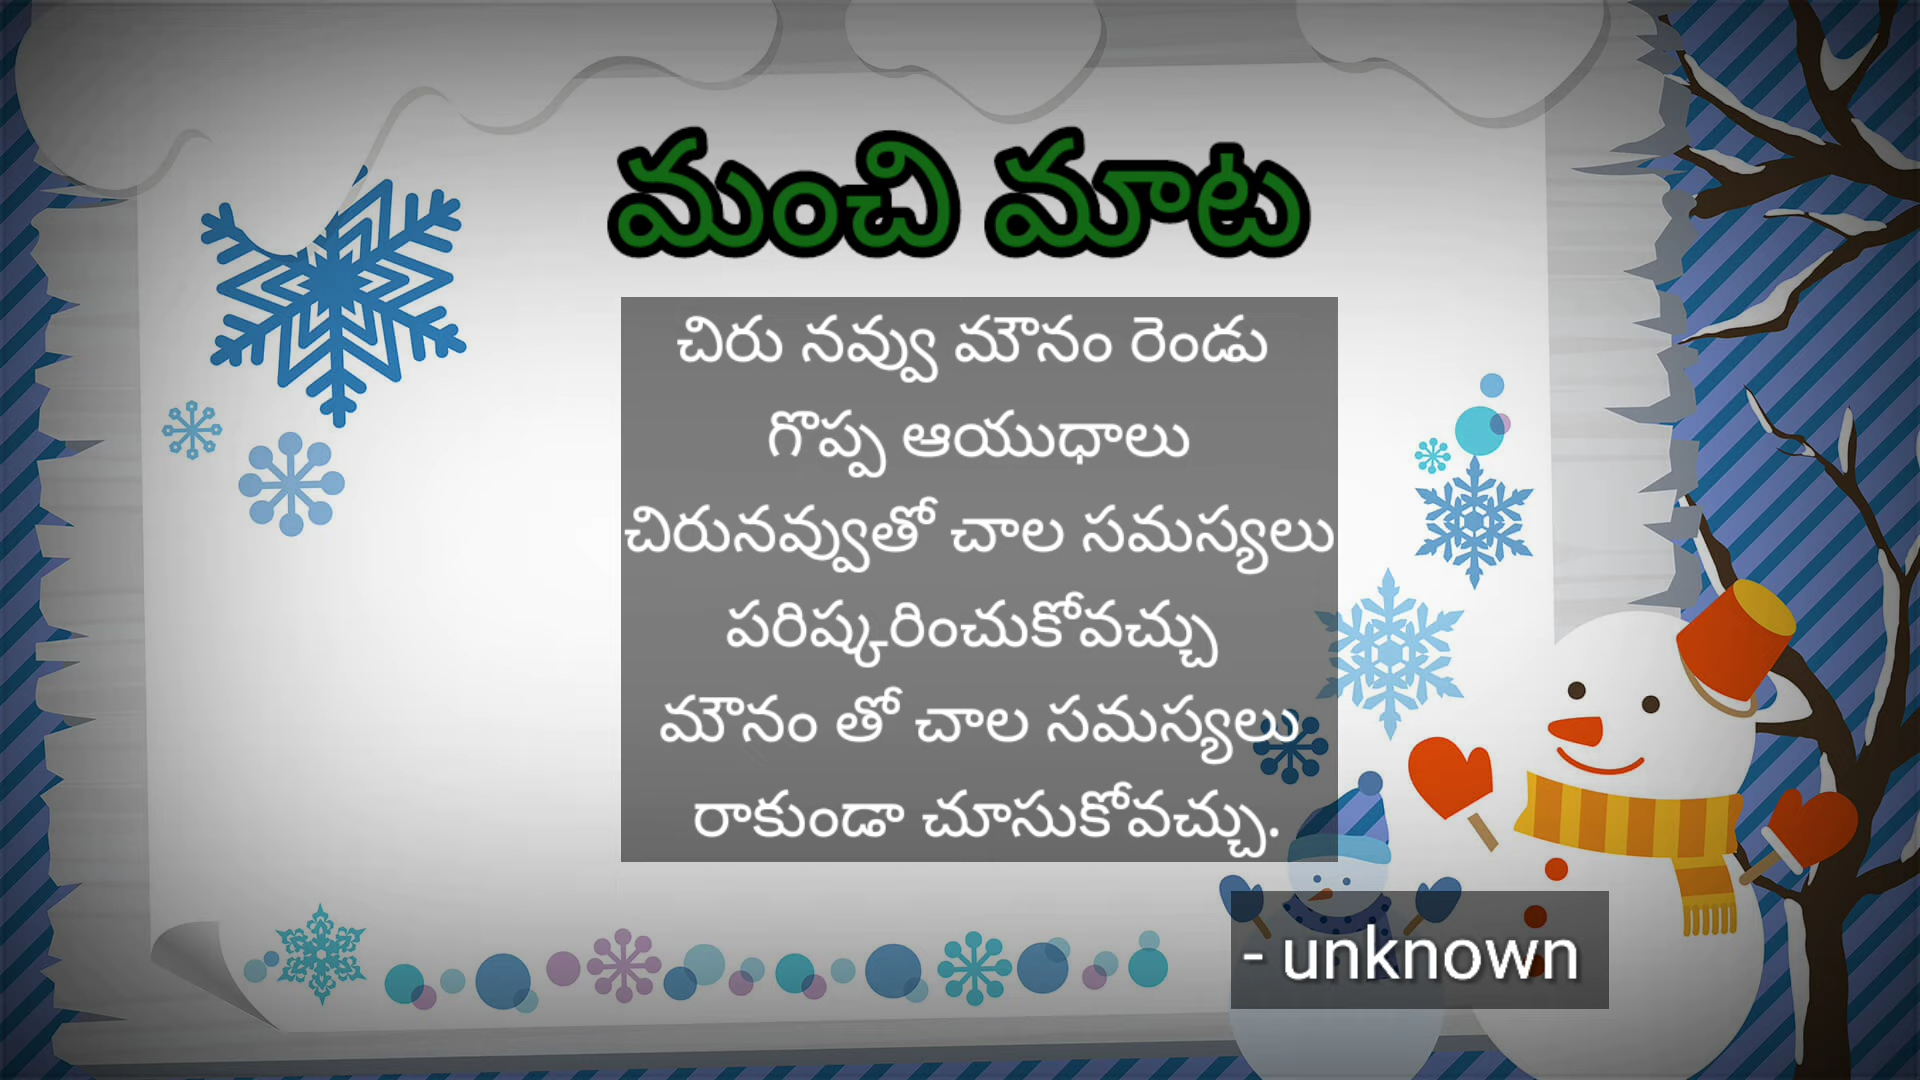 మంచి మాట
చిరు నవ్వు మౌనం రెండు
గొప్ప ఆయుధాలు
చిరునవ్వుతో చాల సమస్యలు
పరిష్కరించుకోవచ్చు
మౌనం తో చాల సమస్యలు
రాకుండా చూసుకోవచ్చు.
- unknown